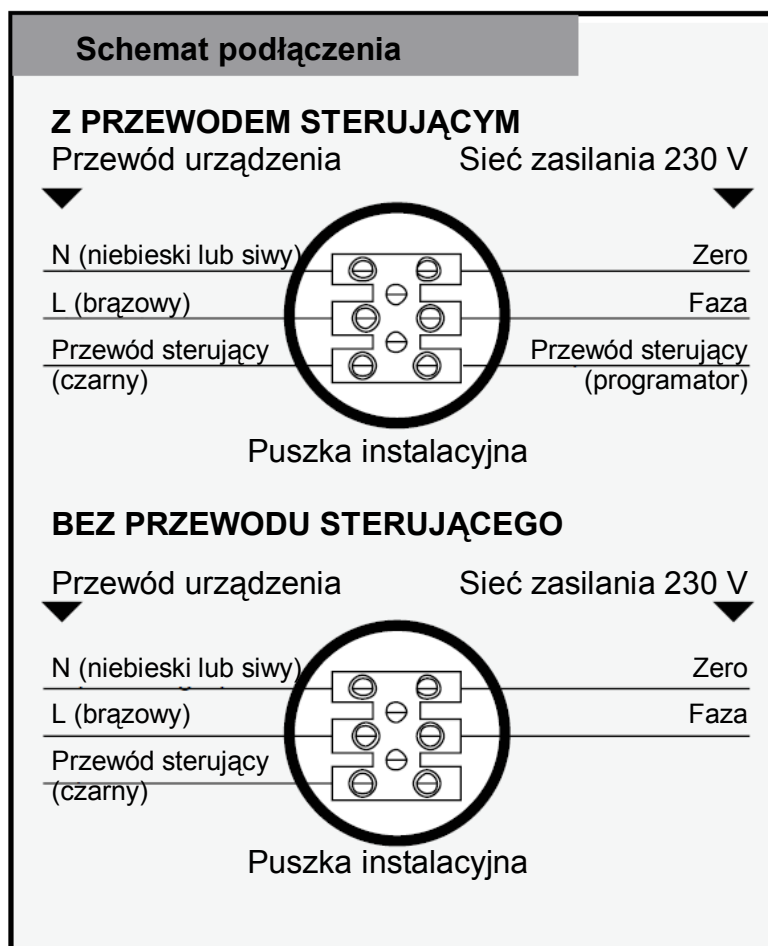 Schemat podłączenia
Z PRZEWODEM STERUJĄCYM
Przewód urządzenia Sieć zasilania 230 V
N (niebieski lub siwy) Zero
L (brązowy) Faza
Przewód sterujący Przewód sterujący
(czarny) (programator)
Puszka instalacyjna
BEZ PRZEWODU STERUJĄCEGO
Przewód urządzenia Sieć zasilania 230 V
N (niebieski lub siwy) Zero
L (brązowy) Faza
Przewód sterujący
(czarny)
Puszka instalacyjna